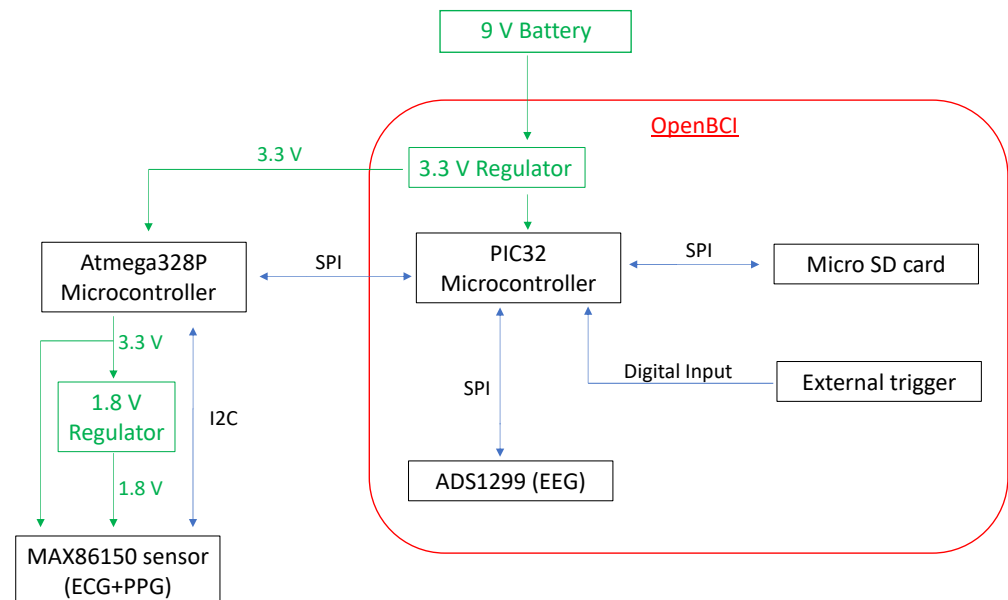 9 V Battery
OpenBCI
3.3 V
3.3 V Regulator
Atmega328P
Microcontroller
SPI
PIC32
Microcontroller
SPI
Micro SD card
3.3 V
Digital Input
External trigger
SPI
1.8 V
Regulator
I2C
1.8 V
ADS1299 (EEG)
MAX86150 sensor
(ECG+PPG)